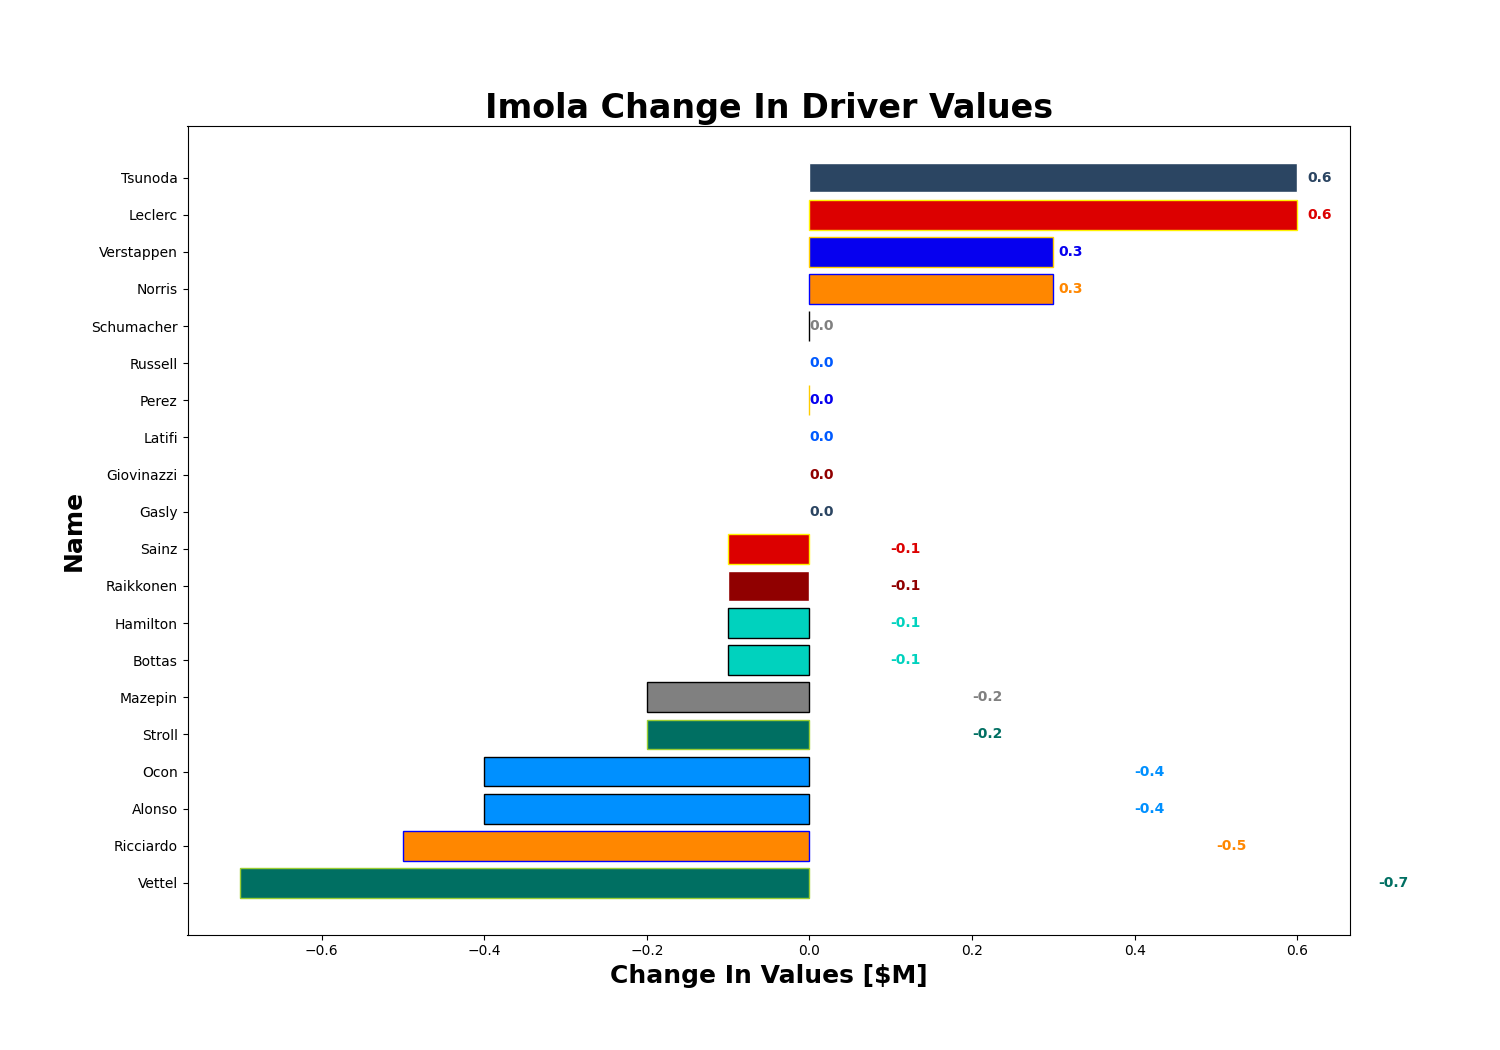 Imola Change In Driver Values
Tsunoda 0.6
Leclerc 0.6
Verstappen 0.3
Norris 0.3
Schumacher 0.0
Russell 0.0
Perez 0.0
Latifi 0.0
Giovinazzi 0.0
Gasly 0.0
Sainz -0.1
Raikkonen -0.1
Hamilton -0.1
Bottas -0.1
Mazepin -0.2
Stroll -0.2
Ocon -0.4
Alonso -0.4
Ricciardo -0.5
Vettel -0.7
Name
−0.6 −0.4 −0.2 0.0 0.2 0.4 0.6
Change In Values [$M]